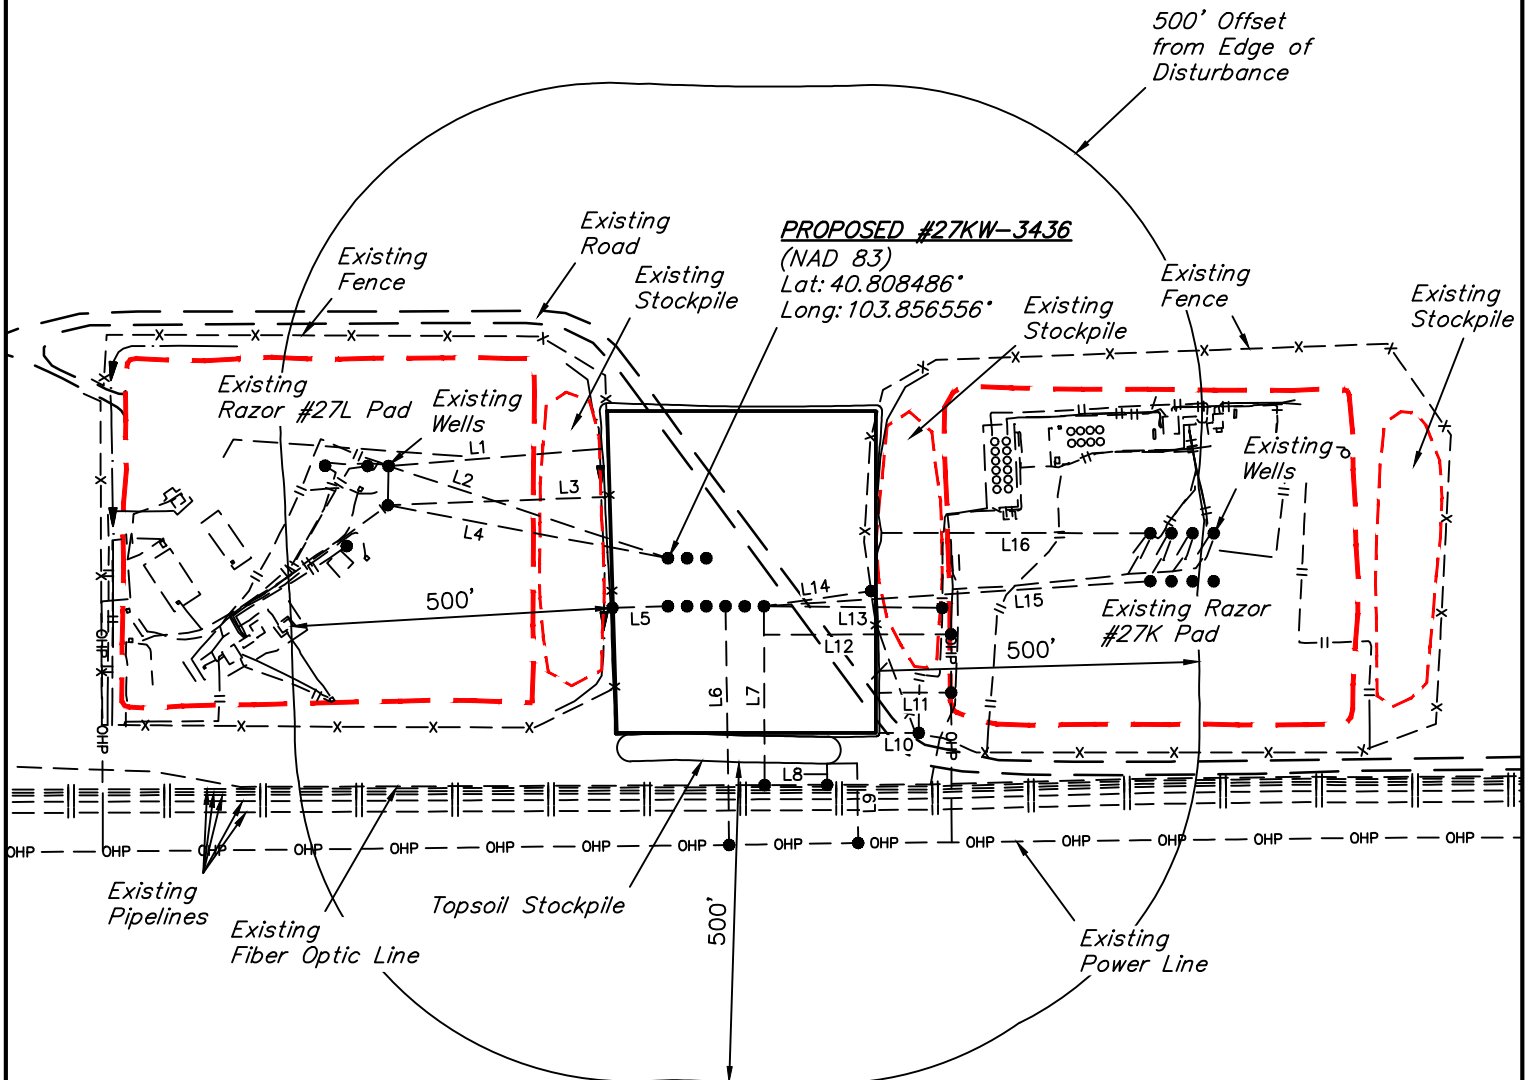 500' Offset
from Edge of
Disturbance
Existing
Road
PROPOSED #27KW-3436
(NAD 83)
Lat: 40.808486°
Long: 103.856556°
Existing
Fence
Existing
Stockpile
Existing
Stockpile
Existing
Fence
Existing
Stockpile
Existing
Razor #27L Pad
Existing
Wells
Existing
Wells
L1
L2
L3
L4
L16
500'
L5
L14
L13
L15
L12
Existing Razor
#27K Pad
500'
L6
L7
L11
L10
L8
L9
OHP
OHP
OHP
OHP
OHP OHP OHP OHP OHP OHP OHP OHP OHP OHP OHP OHP OHP OHP OHP OHP
Existing
Pipelines
Existing
Fiber Optic Line
Topsoil Stockpile
500'
Existing
Power Line